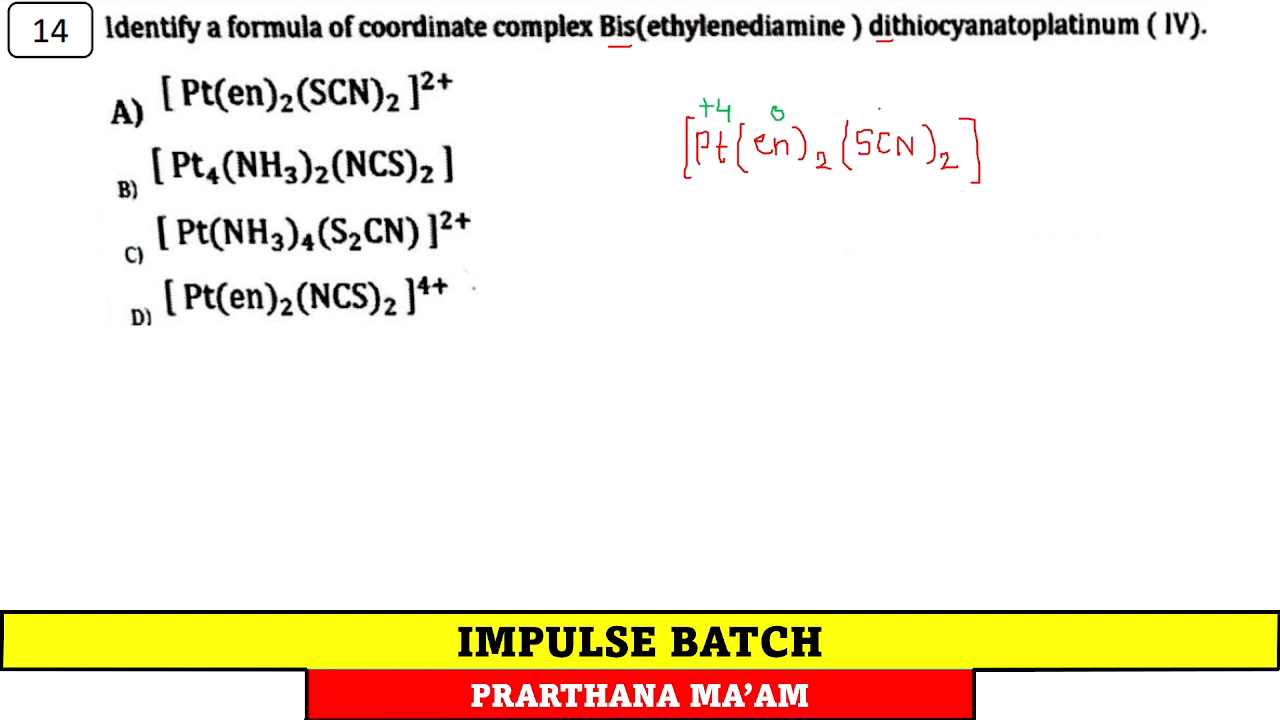 14
Identify a formula of coordinate complex Bis(ethylenediamine ) dithiocyanatoplatinum ( IV).
A) [ Pt(en)₂(SCN)₂ ]²⁺
B) [ Pt₄(NH₃)₂(NCS)₂ ]
C) [ Pt(NH₃)₄(S₂CN) ]²⁺
D) [ Pt(en)₂(NCS)₂ ]⁴⁺
+4 0
[Pt(en)₂(SCN)₂]
IMPULSE BATCH
PRARTHANA MA'AM